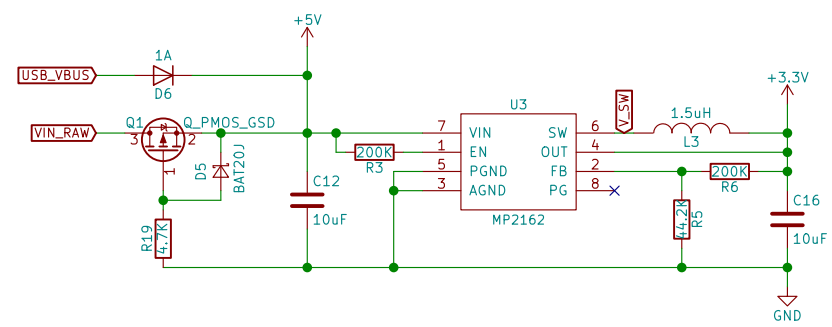 +5V
USB_VBUS
1A
D6
VIN_RAW
Q1
Q_PMOS_GSD
3
2
1
D5
BAT20J
R19
4.7K
C12
10uF
200K
R3
U3
7 VIN
1 EN
5 PGND
3 AGND
SW 6
OUT 4
FB 2
PG 8
MP2162
V_SW
1.5uH
L3
+3.3V
200K
R6
44.2K
R5
C16
10uF
GND